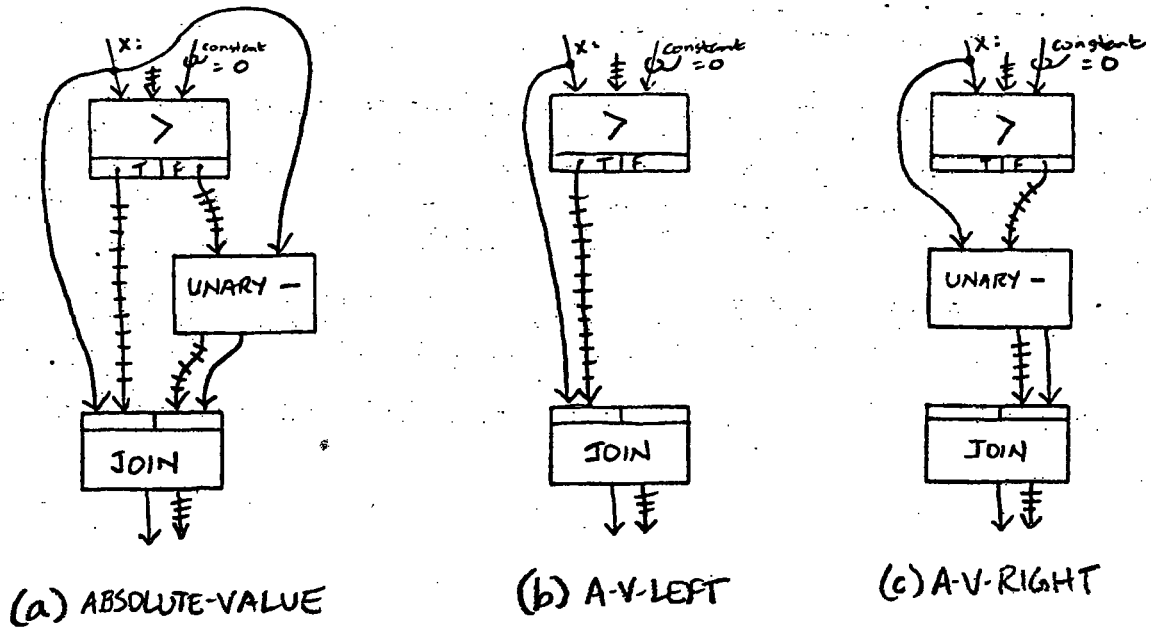 X:
constant
= 0
>
T F
UNARY –
JOIN
(a) ABSOLUTE-VALUE
X:
constant
= 0
>
T F
JOIN
(b) A-V-LEFT
X:
constant
= 0
>
T F
UNARY –
JOIN
(c) A-V-RIGHT